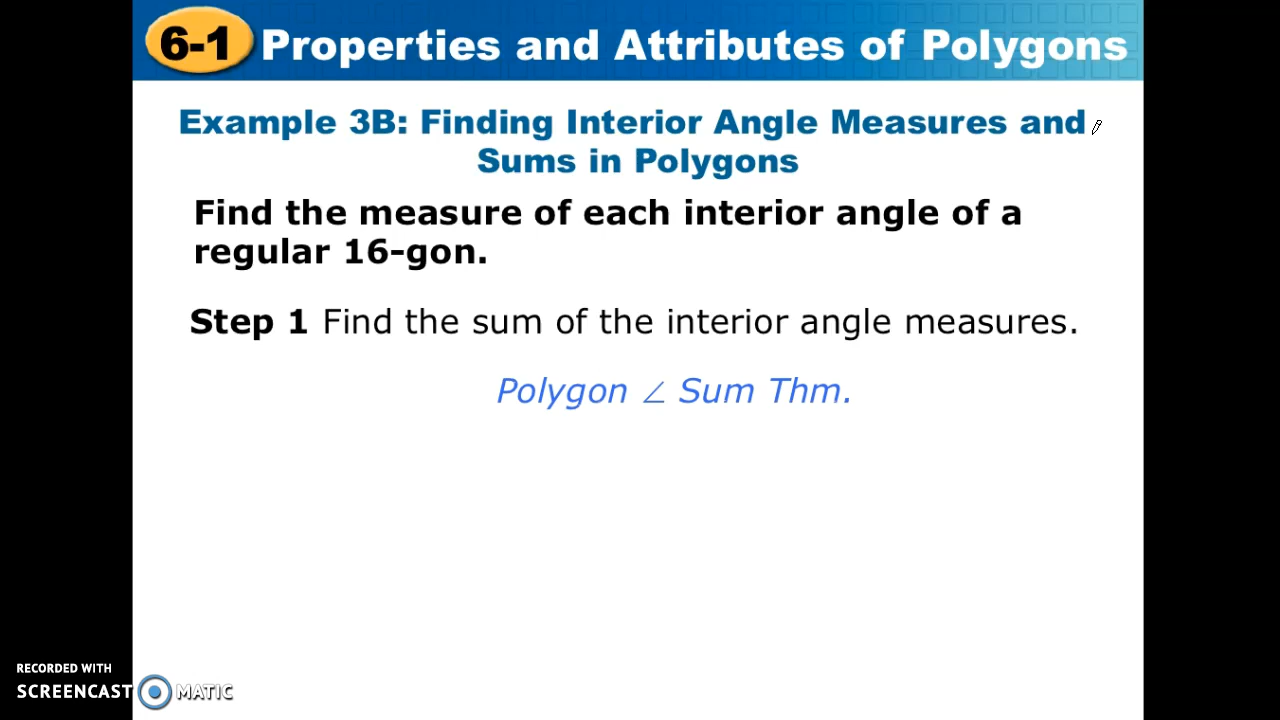 6-1 Properties and Attributes of Polygons
Example 3B: Finding Interior Angle Measures and
Sums in Polygons
Find the measure of each interior angle of a
regular 16-gon.
Step 1 Find the sum of the interior angle measures.
Polygon ∠ Sum Thm.
RECORDED WITH
SCREENCAST MATIC